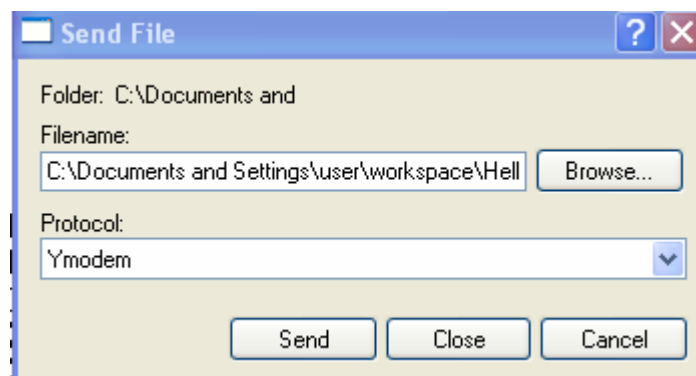 Send File
Folder: C:\Documents and
Filename:
C:\Documents and Settings\user\workspace\Hell
Browse...
Protocol:
Ymodem
Send Close Cancel